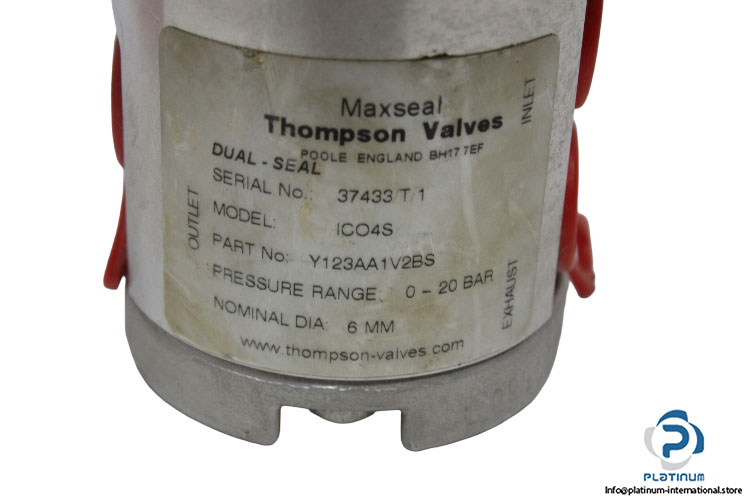 Maxseal
Thompson Valves
POOLE ENGLAND BH17 7EF
DUAL - SEAL
SERIAL No.: 37433/T/1
MODEL: ICO4S
PART No: Y123AA1V2BS
PRESSURE RANGE: 0 - 20 BAR
NOMINAL DIA: 6 MM
www.thompson-valves.com
OUTLET
INLET
EXHAUST
PLATINUM
Info@platinum-international.store